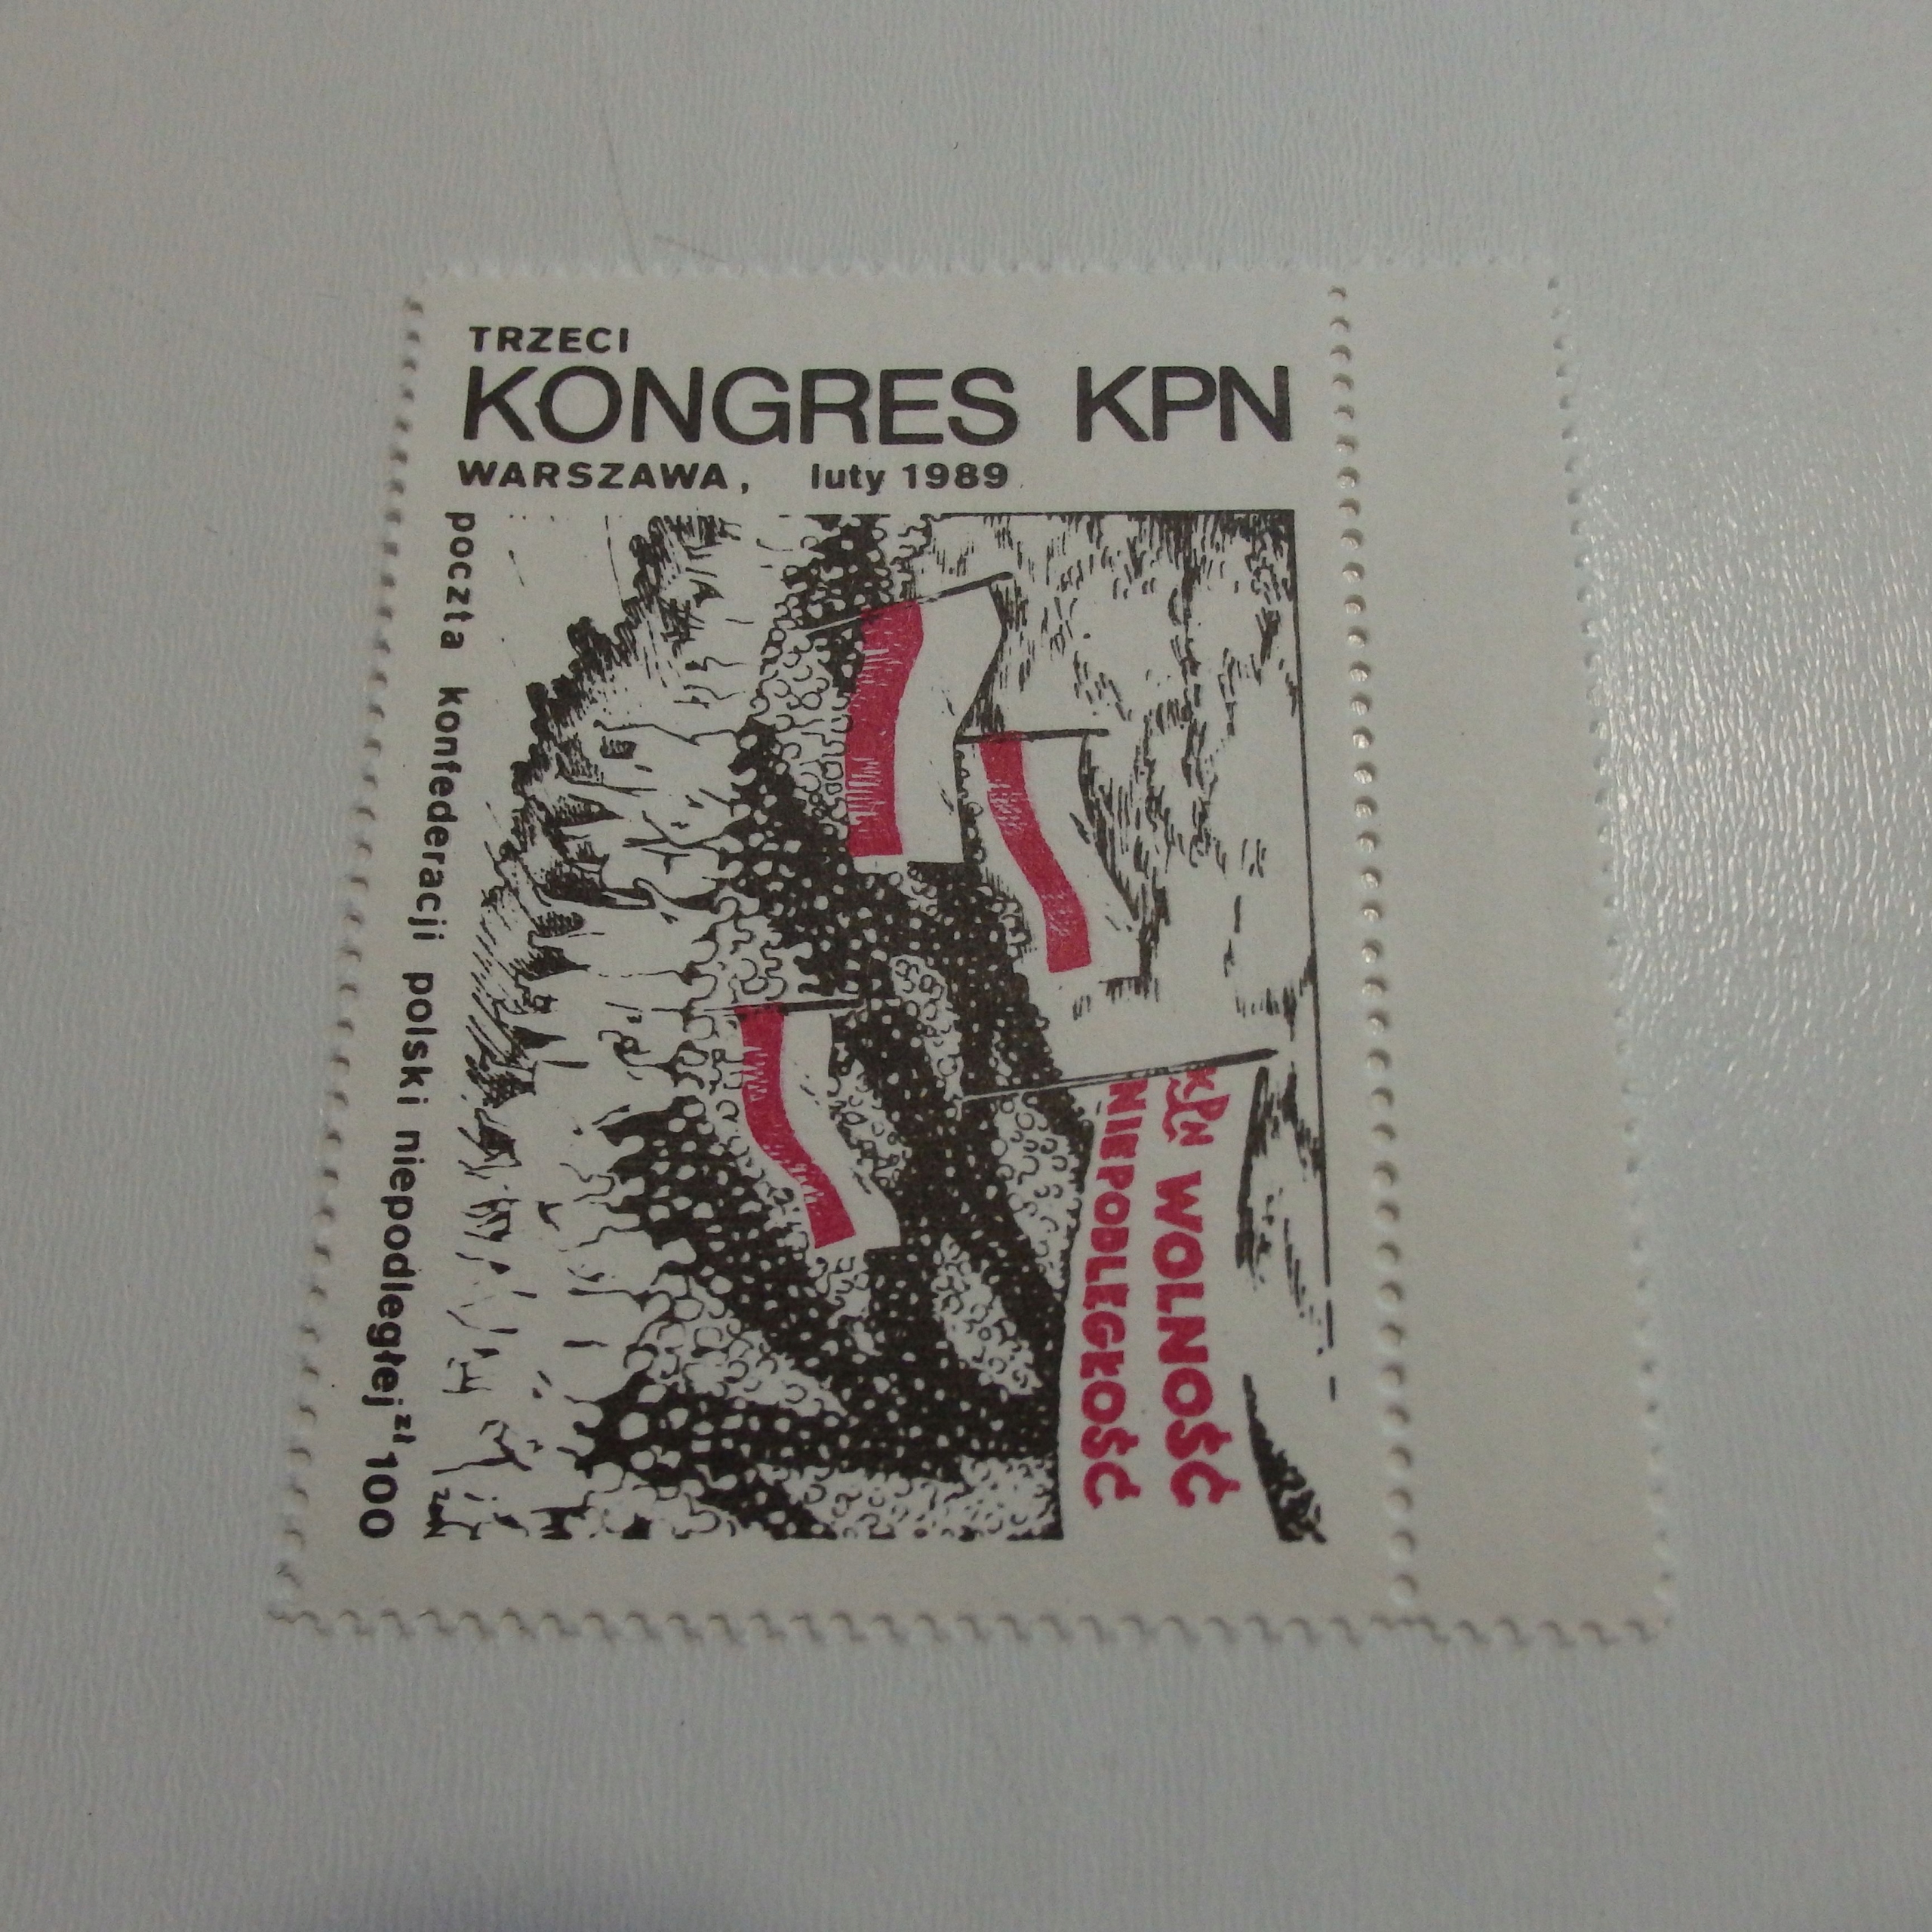 TRZECI
KONGRES KPN
WARSZAWA, luty 1989
poczta konfederacji polski niepodległej zł 100
KPN WOLNOŚĆ
NIEPODLEGŁOŚĆ